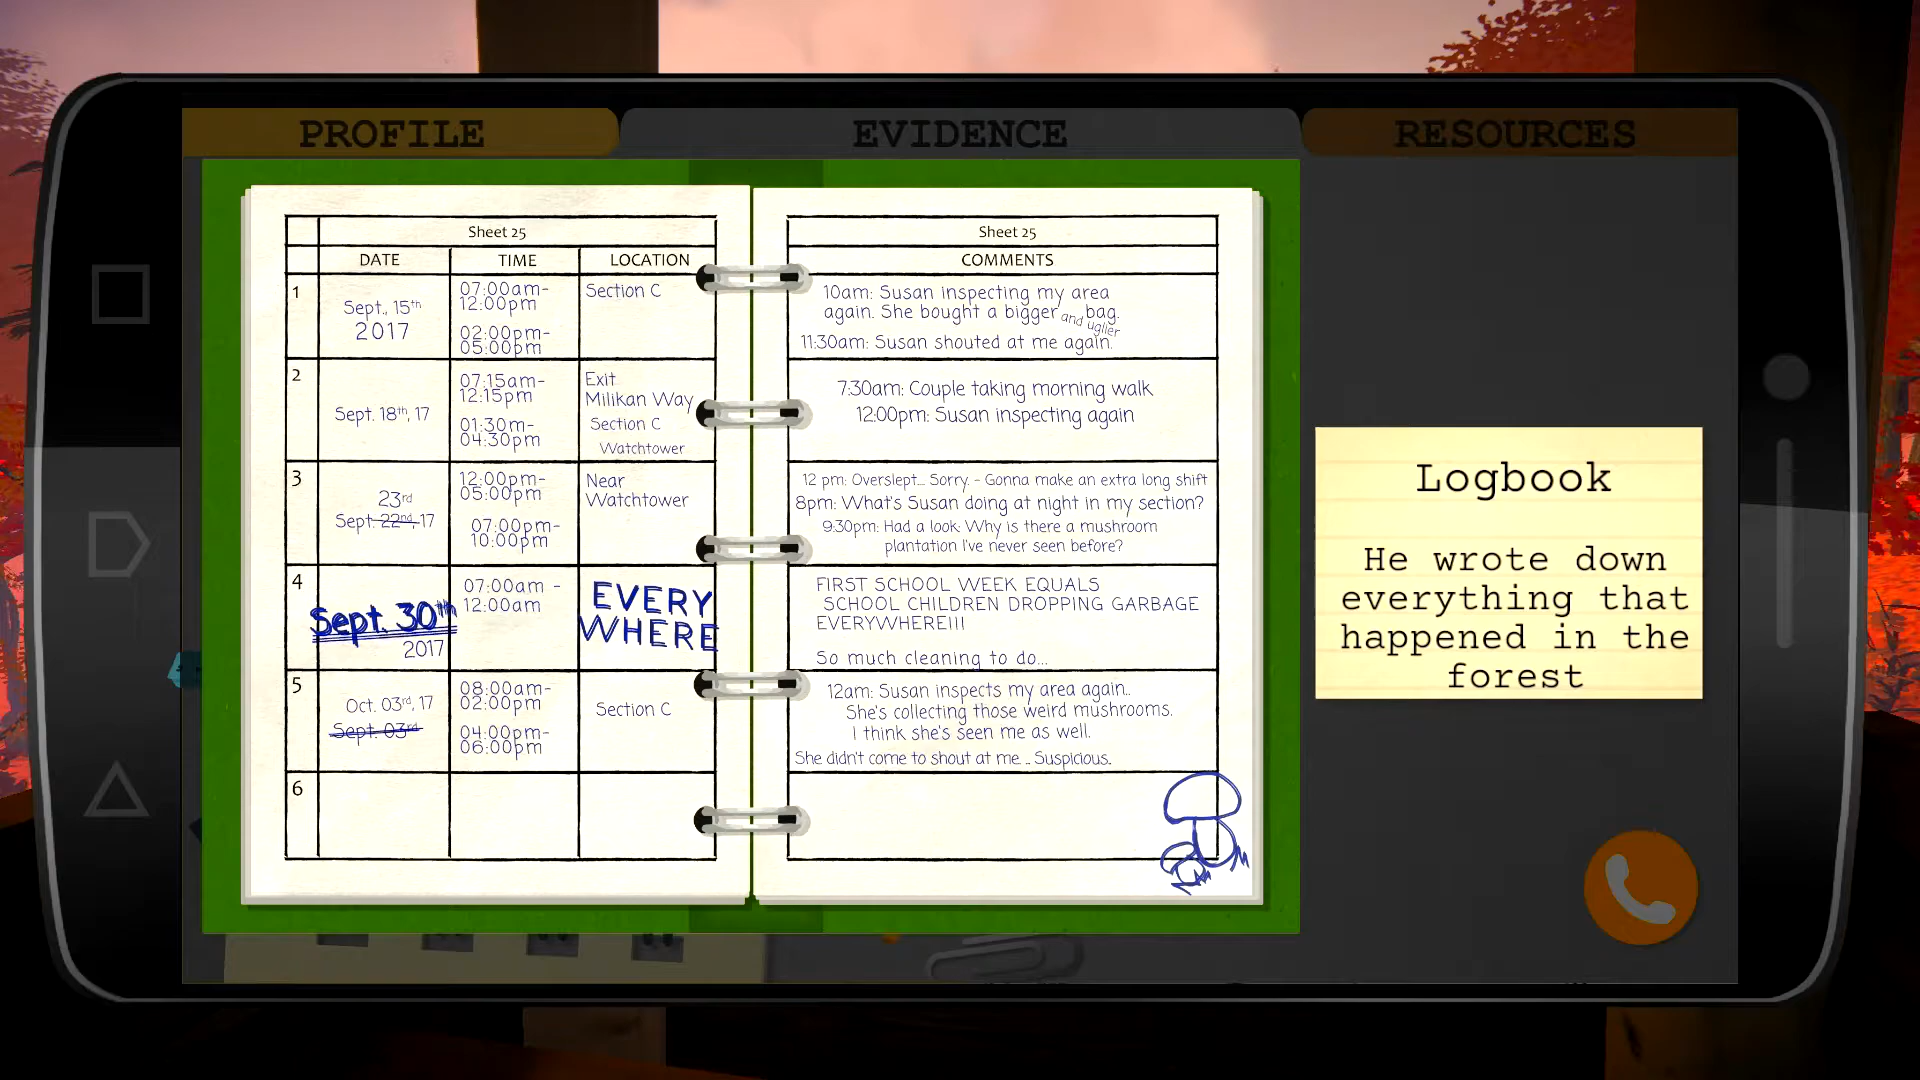 PROFILE
EVIDENCE
RESOURCES
Sheet 25
DATE TIME LOCATION
1
Sept., 15th
2017
07:00am-
12:00pm
02:00pm-
05:00pm
Section C
2
Sept. 18th, 17
07:15am-
12:15pm
01:30m-
04:30pm
Exit
Milikan Way
Section C
Watchtower
3
23rd
Sept. 22nd, 17
12:00pm-
05:00pm
07:00pm-
10:00pm
Near
Watchtower
4
Sept. 30th
2017
07:00am -
12:00am
EVERY
WHERE
5
Oct. 03rd, 17
Sept. 03rd
08:00am-
02:00pm
04:00pm-
06:00pm
Section C
6
Sheet 25
COMMENTS
10am: Susan inspecting my area
again. She bought a bigger and uglier bag.
11:30am: Susan shouted at me again.
7:30am: Couple taking morning walk
12:00pm: Susan inspecting again
12 pm: Overslept... Sorry. - Gonna make an extra long shift
8pm: What's Susan doing at night in my section?
9:30pm: Had a look: Why is there a mushroom
plantation I've never seen before?
FIRST SCHOOL WEEK EQUALS
SCHOOL CHILDREN DROPPING GARBAGE
EVERYWHERE!!!
So much cleaning to do...
12am: Susan inspects my area again..
She's collecting those weird mushrooms.
I think she's seen me as well.
She didn't come to shout at me... Suspicious.
Logbook
He wrote down
everything that
happened in the
forest